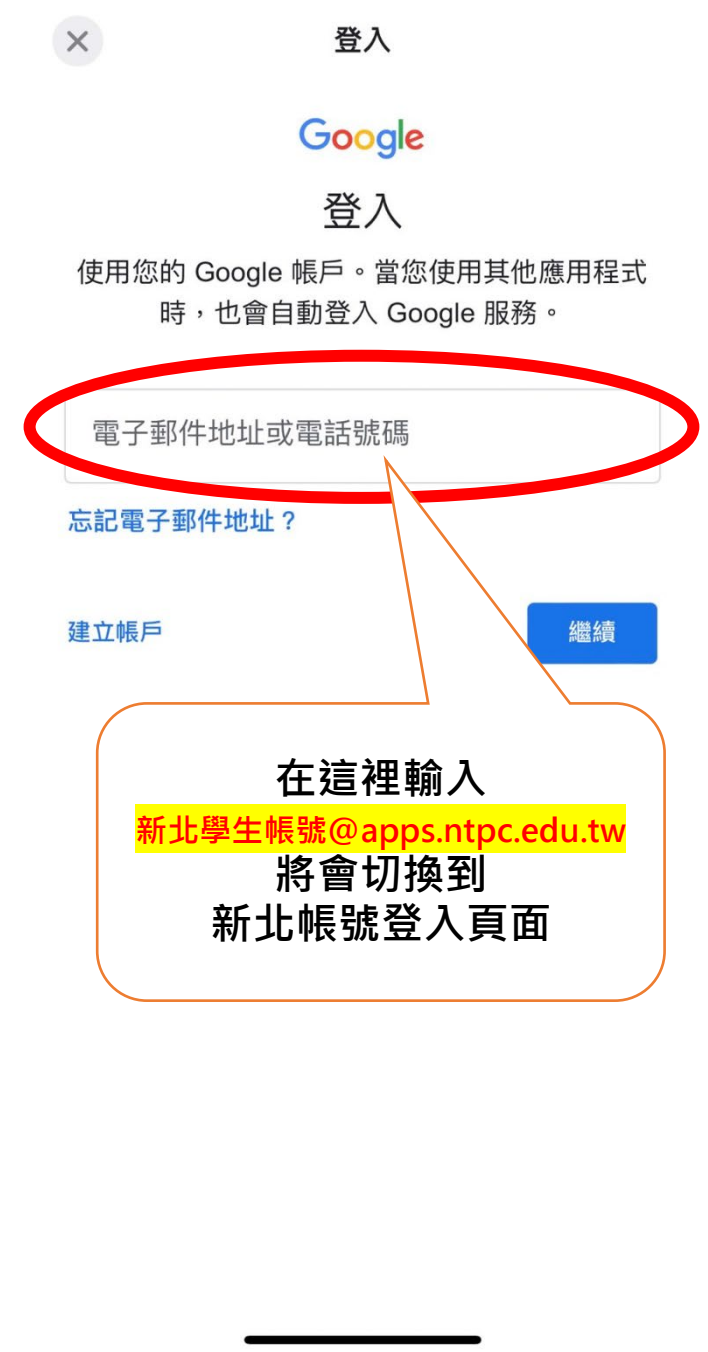 登入
Google
登入
使用您的 Google 帳戶。當您使用其他應用程式
時，也會自動登入 Google 服務。
電子郵件地址或電話號碼
忘記電子郵件地址？
建立帳戶
繼續
在這裡輸入
新北學生帳號@apps.ntpc.edu.tw
將會切換到
新北帳號登入頁面